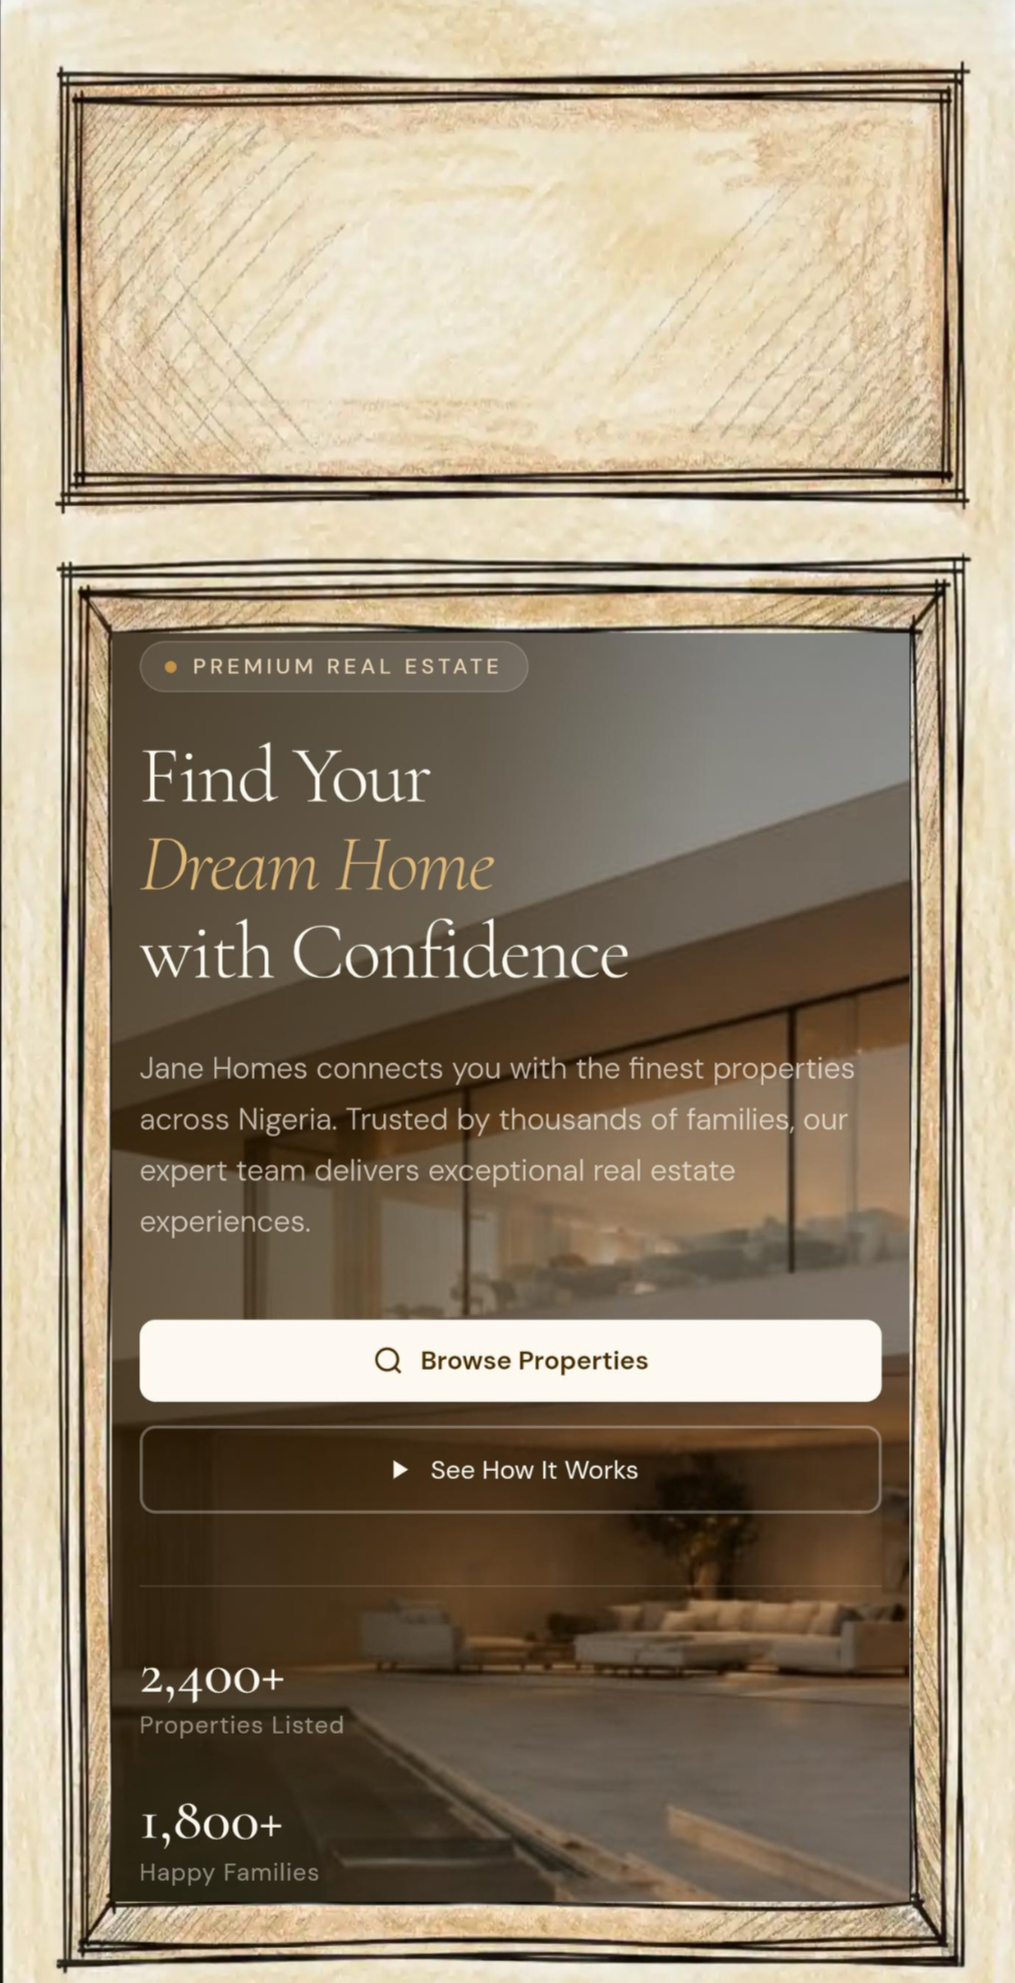 PREMIUM REAL ESTATE
Find Your
Dream Home
with Confidence
Jane Homes connects you with the finest properties
across Nigeria. Trusted by thousands of families, our
expert team delivers exceptional real estate
experiences.
Browse Properties
See How It Works
2,400+
Properties Listed
1,800+
Happy Families